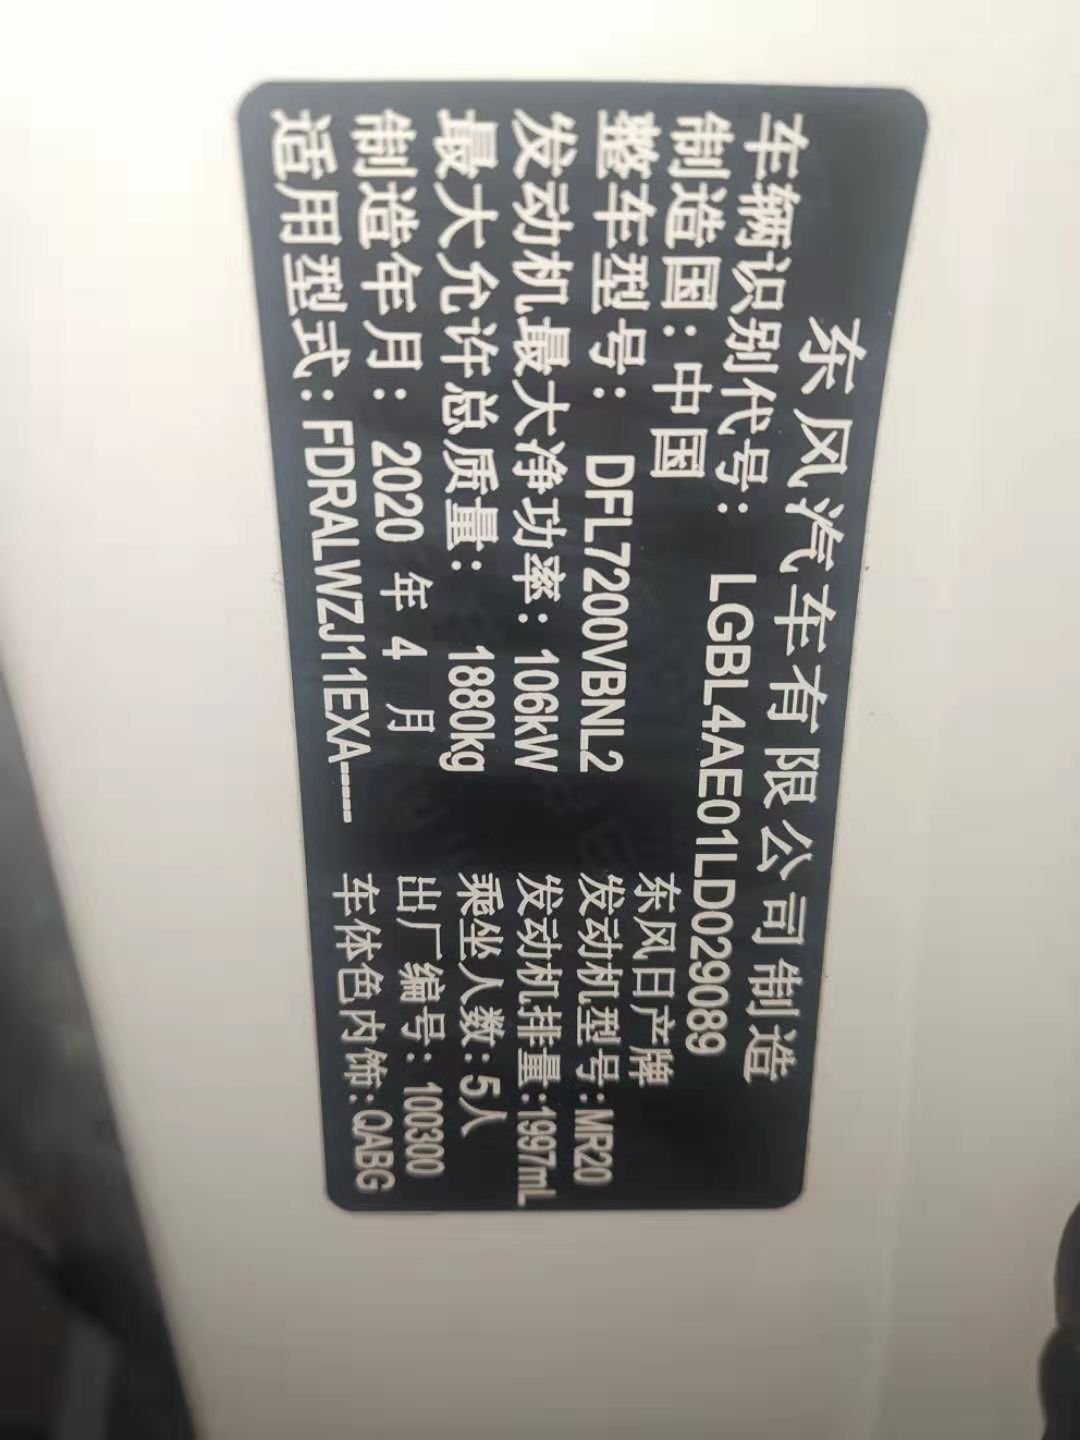 东风汽车有限公司制造
车辆识别代号：LGBL4AE01LD029089
制造国：中国 东风日产牌
整车型号：DFL7200VBNL2 发动机型号：MR20
发动机最大净功率：106kW 发动机排量：1997mL
最大允许总质量：1880kg 乘坐人数：5人
制造年月：2020 年 4 月 出厂编号：100300
适用型式：FDRALWZJ11EXA---- 车体色内饰：QABG